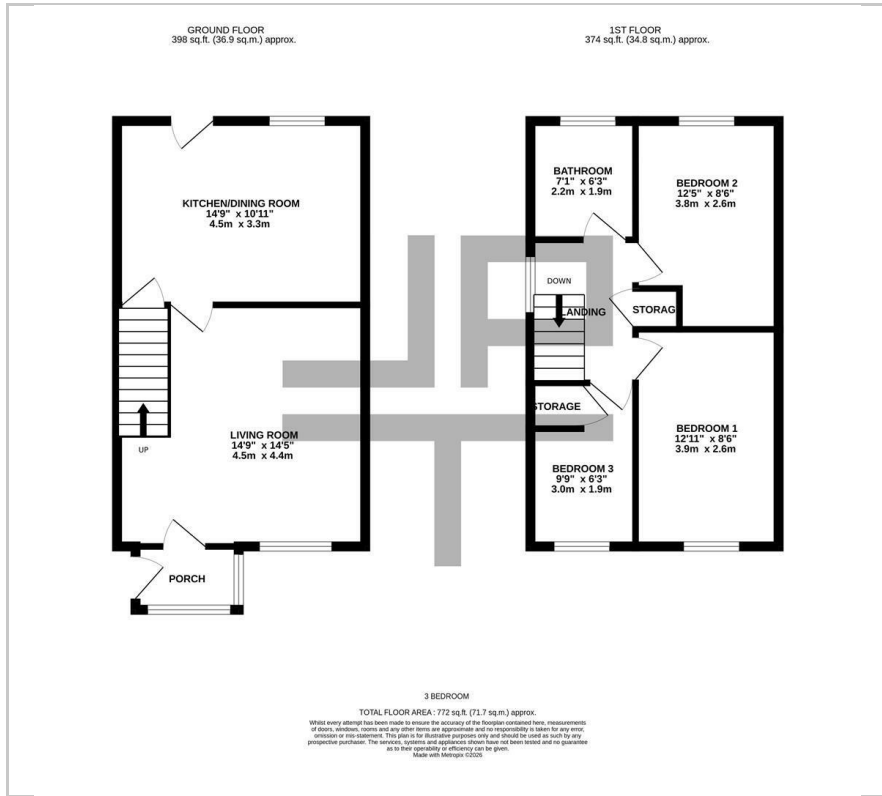 GROUND FLOOR
398 sq.ft. (36.9 sq.m.) approx.
1ST FLOOR
374 sq.ft. (34.8 sq.m.) approx.
KITCHEN/DINING ROOM
14'9" x 10'11"
4.5m x 3.3m
UP
LIVING ROOM
14'9" x 14'5"
4.5m x 4.4m
PORCH
BATHROOM
7'1" x 6'3"
2.2m x 1.9m
BEDROOM 2
12'5" x 8'6"
3.8m x 2.6m
DOWN
LANDING
STORAG
STORAGE
BEDROOM 1
12'11" x 8'6"
3.9m x 2.6m
BEDROOM 3
9'9" x 6'3"
3.0m x 1.9m
3 BEDROOM
TOTAL FLOOR AREA : 772 sq.ft. (71.7 sq.m.) approx.
Whilst every attempt has been made to ensure the accuracy of the floorplan contained here, measurements
of doors, windows, rooms and any other items are approximate and no responsibility is taken for any error,
omission or mis-statement. This plan is for illustrative purposes only and should be used as such by any
prospective purchaser. The services, systems and appliances shown have not been tested and no guarantee
as to their operability or efficiency can be given.
Made with Metropix ©2026